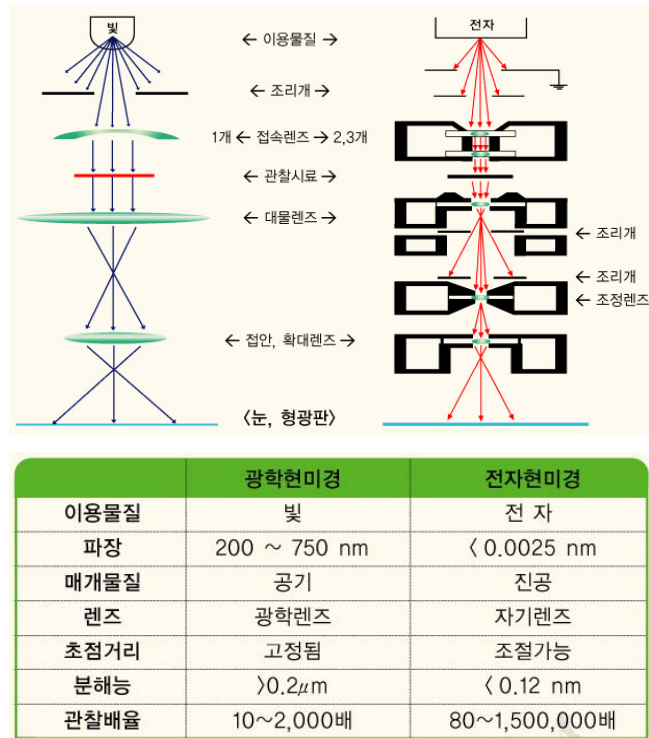 빛
← 이용물질 →
전자
← 조리개 →
1개 ← 접속렌즈 → 2,3개
← 관찰시료 →
← 대물렌즈 →
← 조리개
← 조리개
← 조정렌즈
← 접안, 확대렌즈 →
〈눈, 형광판〉
광학현미경 전자현미경
이용물질 빛 전 자
파장 200 ~ 750 nm 〈 0.0025 nm
매개물질 공기 진공
렌즈 광학렌즈 자기렌즈
초점거리 고정됨 조절가능
분해능 〉0.2μm 〈 0.12 nm
관찰배율 10~2,000배 80~1,500,000배